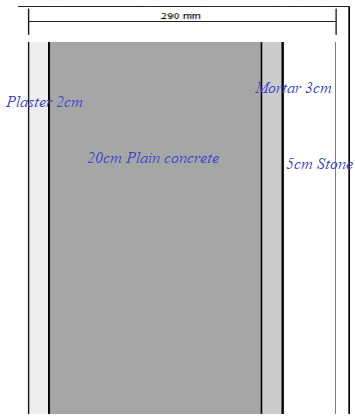 290 mm
Mortar 3cm
Plaster 2cm
20cm Plain concrete
5cm Stone